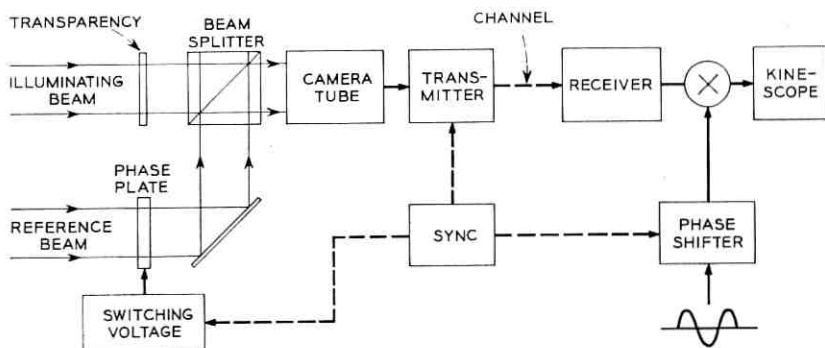 TRANSPARENCY
BEAM
SPLITTER
CHANNEL
ILLUMINATING
BEAM
CAMERA
TUBE
TRANS-
MITTER
RECEIVER
KINE-
SCOPE
PHASE
PLATE
REFERENCE
BEAM
SYNC
PHASE
SHIFTER
SWITCHING
VOLTAGE